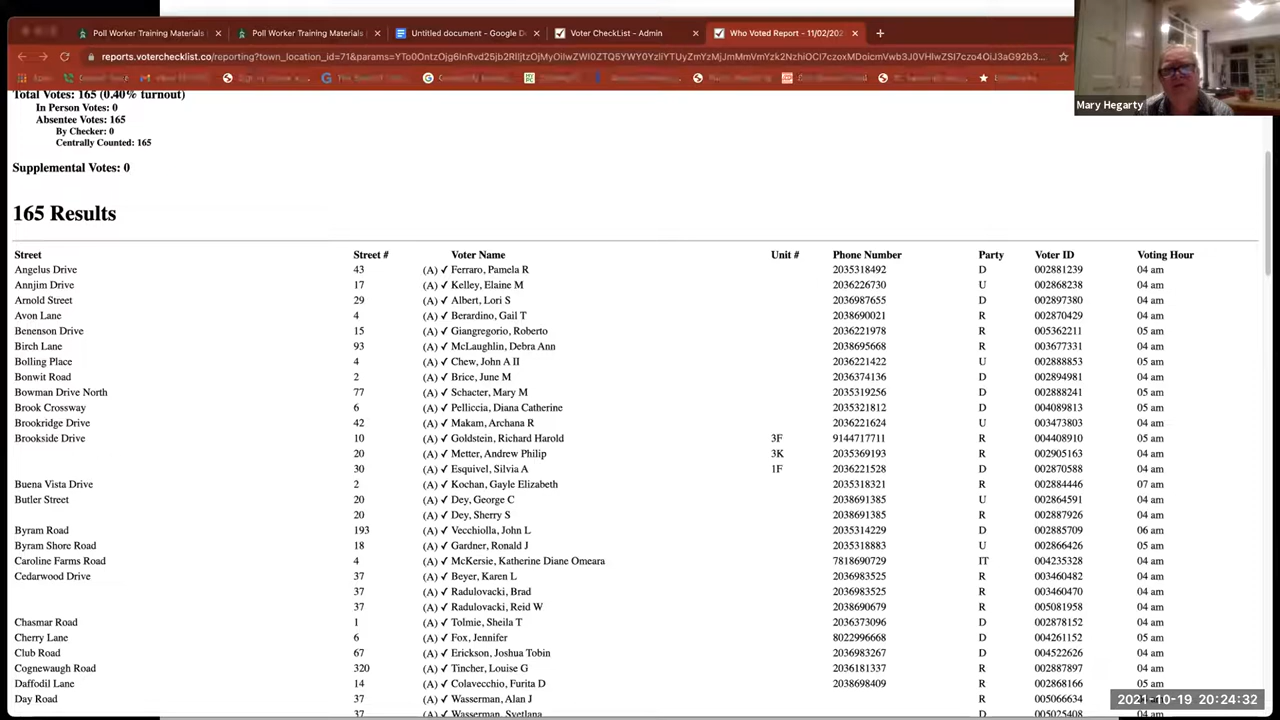 Poll Worker Training Materials
Poll Worker Training Materials
Untitled document - Google D
Voter CheckList - Admin
Who Voted Report - 11/02/202
reports.voterchecklist.co/reporting?town_location_id=71&params=
Total Votes: 165 (0.40% turnout)
In Person Votes: 0
Absentee Votes: 165
By Checker: 0
Centrally Counted: 165
Supplemental Votes: 0
165 Results
Street Street # Voter Name Unit # Phone Number Party Voter ID Voting Hour
Angelus Drive 43 (A) ✓ Ferraro, Pamela R 2035318492 D 002881239 04 am
Annjim Drive 17 (A) ✓ Kelley, Elaine M 2036226730 U 002868238 04 am
Arnold Street 29 (A) ✓ Albert, Lori S 2036987655 D 002897380 04 am
Avon Lane 4 (A) ✓ Berardino, Gail T 2038690021 R 002870429 04 am
Benenson Drive 15 (A) ✓ Giangregorio, Roberto 2036221978 R 005362211 05 am
Birch Lane 93 (A) ✓ McLaughlin, Debra Ann 2038695668 R 003677331 04 am
Bolling Place 4 (A) ✓ Chew, John A II 2036221422 U 002888853 05 am
Bonwit Road 2 (A) ✓ Brice, June M 2036374136 D 002894981 04 am
Bowman Drive North 77 (A) ✓ Schacter, Mary M 2035319256 D 002888241 05 am
Brook Crossway 6 (A) ✓ Pelliccia, Diana Catherine 2035321812 D 004089813 05 am
Brookridge Drive 42 (A) ✓ Makam, Archana R 2036221624 U 003473803 04 am
Brookside Drive 10 (A) ✓ Goldstein, Richard Harold 3F 9144717711 R 004408910 05 am
20 (A) ✓ Metter, Andrew Philip 3K 2035369193 R 002905163 04 am
30 (A) ✓ Esquivel, Silvia A 1F 2036221528 D 002870588 04 am
Buena Vista Drive 2 (A) ✓ Kochan, Gayle Elizabeth 2035318321 R 002884446 07 am
Butler Street 20 (A) ✓ Dey, George C 2038691385 U 002864591 04 am
20 (A) ✓ Dey, Sherry S 2038691385 R 002887926 04 am
Byram Road 193 (A) ✓ Vecchiolla, John L 2035314229 D 002885709 06 am
Byram Shore Road 18 (A) ✓ Gardner, Ronald J 2035318883 U 002866426 05 am
Caroline Farms Road 4 (A) ✓ McKersie, Katherine Diane Omeara 7818690729 IT 004235328 04 am
Cedarwood Drive 37 (A) ✓ Beyer, Karen L 2036983525 R 003460482 04 am
37 (A) ✓ Radulovacki, Brad 2036983525 R 003460470 04 am
37 (A) ✓ Radulovacki, Reid W 2038690679 R 005081958 04 am
Chasmar Road 1 (A) ✓ Tolmie, Sheila T 2036373096 D 002878152 04 am
Cherry Lane 6 (A) ✓ Fox, Jennifer 8022996668 D 004261152 05 am
Club Road 67 (A) ✓ Erickson, Joshua Tobin 2036983267 D 004522626 04 am
Cognewaugh Road 320 (A) ✓ Tincher, Louise G 2036181337 R 002887897 04 am
Daffodil Lane 14 (A) ✓ Colavecchio, Furita D 2038698409 R 002868166 05 am
Day Road 37 (A) ✓ Wasserman, Alan J R 005066634
37 (A) ✓ Wasserman, Svetlana D 005025408
Mary Hegarty
2021-10-19 20:24:32